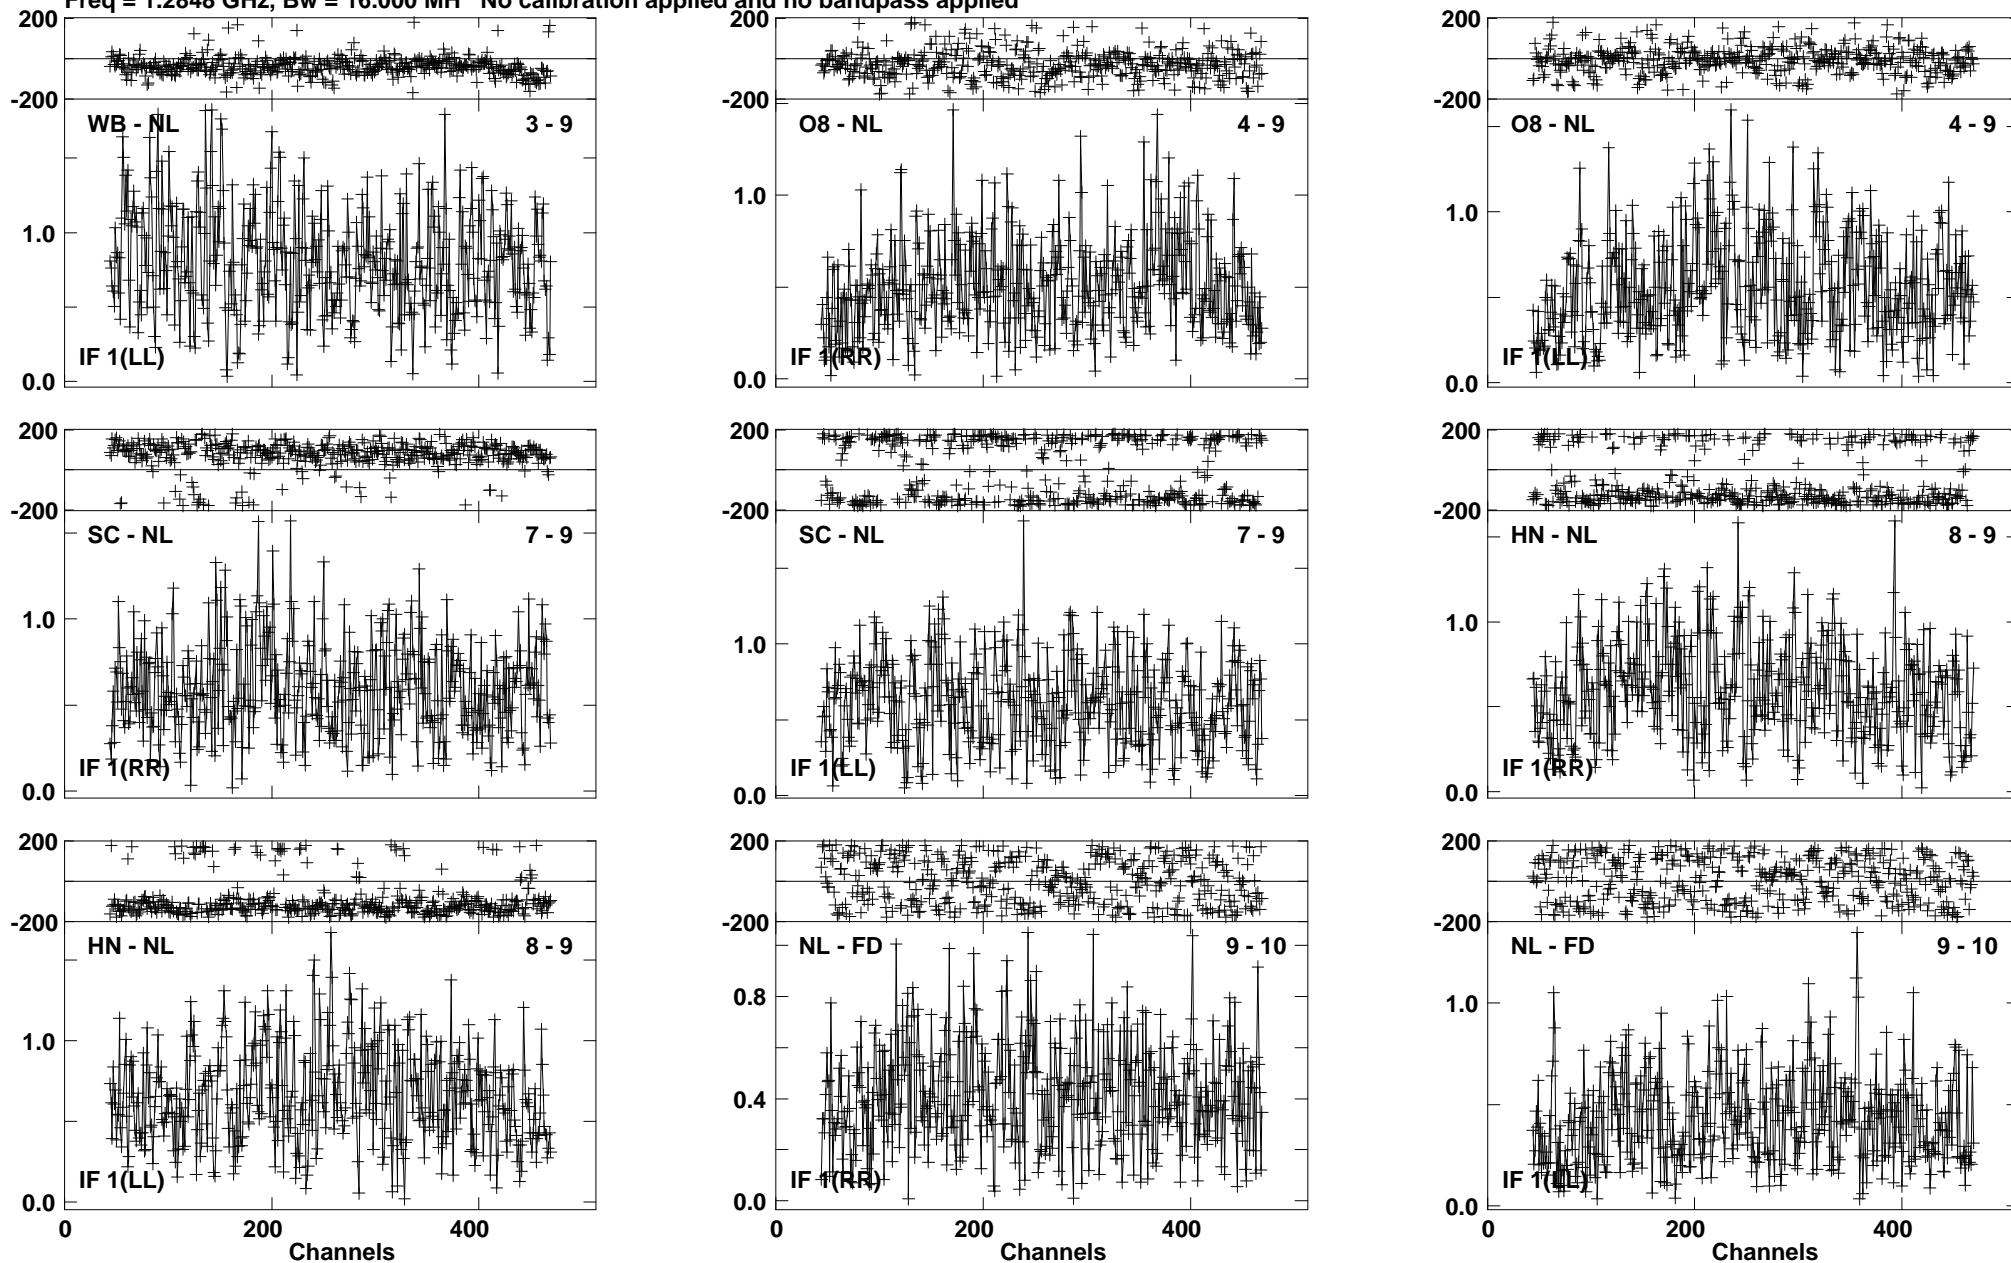 Freq = 1.2848 GHz, Bw = 16.000 MH No calibration applied and no bandpass applied
200
-200
WB - NL 3 - 9
1.0
IF 1(LL)
0.0
200
-200
O8 - NL 4 - 9
1.0
IF 1(RR)
0.0
200
-200
O8 - NL 4 - 9
1.0
IF 1(LL)
0.0
200
-200
SC - NL 7 - 9
1.0
IF 1(RR)
0.0
200
-200
SC - NL 7 - 9
1.0
IF 1(LL)
0.0
200
-200
HN - NL 8 - 9
1.0
IF 1(RR)
0.0
200
-200
HN - NL 8 - 9
1.0
IF 1(LL)
0.0
0 200 400
Channels
200
-200
NL - FD 9 - 10
0.8
0.4
IF 1(RR)
0.0
0 200 400
Channels
200
-200
NL - FD 9 - 10
1.0
IF 1(LL)
0.0
0 200 400
Channels